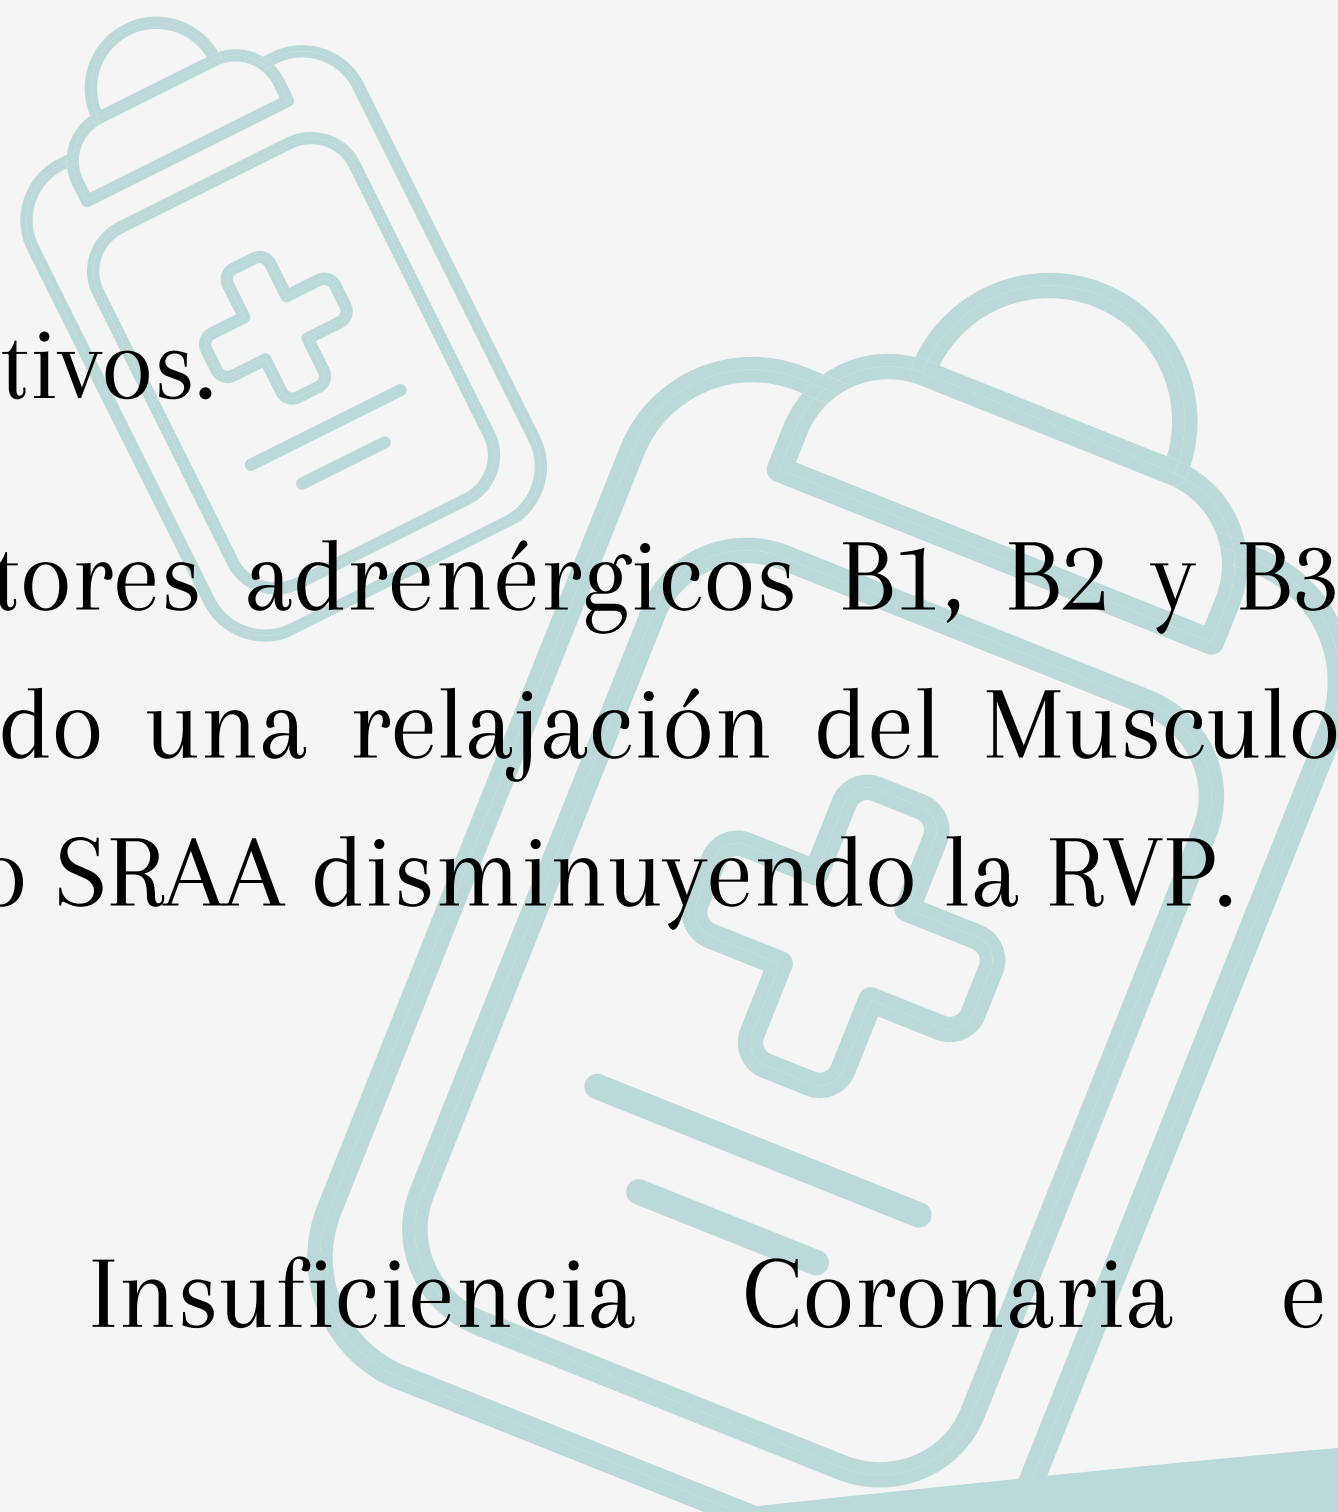 tivos.
tores adrenérgicos B1, B2 y B3
do una relajación del Musculo
o SRAA disminuyendo la RVP.
Insuficiencia Coronaria e